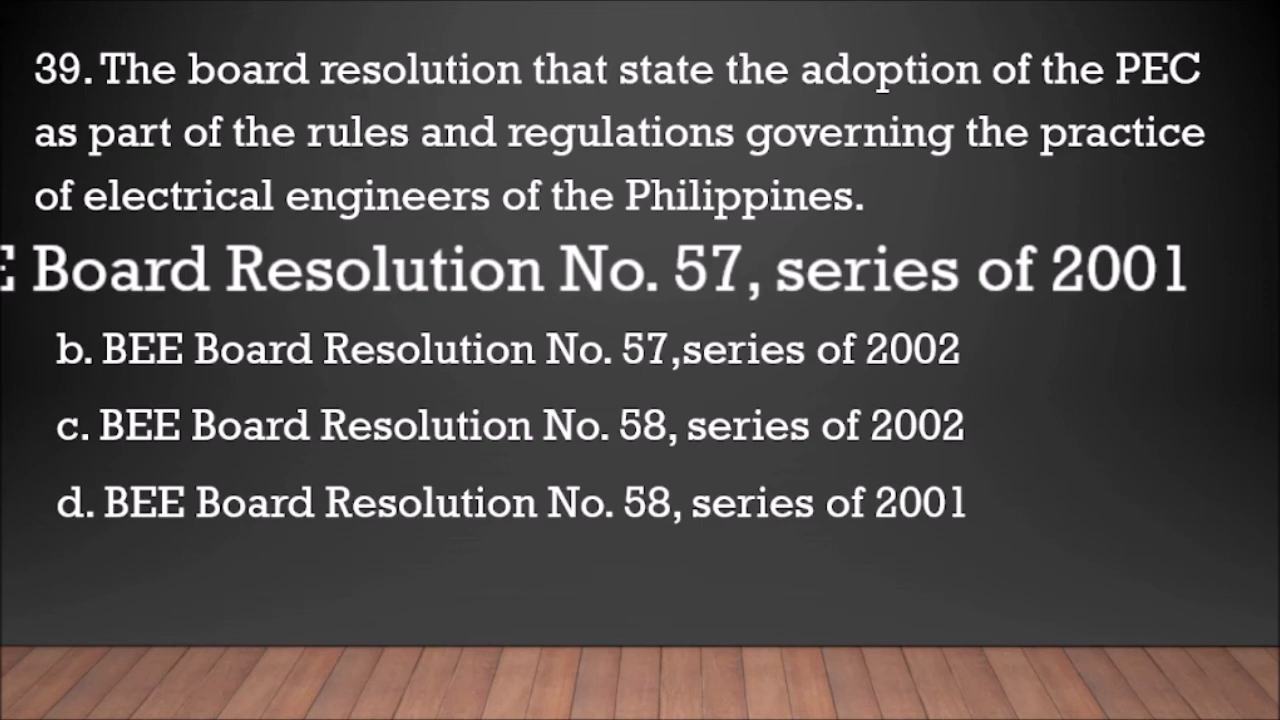 39. The board resolution that state the adoption of the PEC
as part of the rules and regulations governing the practice
of electrical engineers of the Philippines.
E Board Resolution No. 57, series of 2001
b. BEE Board Resolution No. 57,series of 2002
c. BEE Board Resolution No. 58, series of 2002
d. BEE Board Resolution No. 58, series of 2001